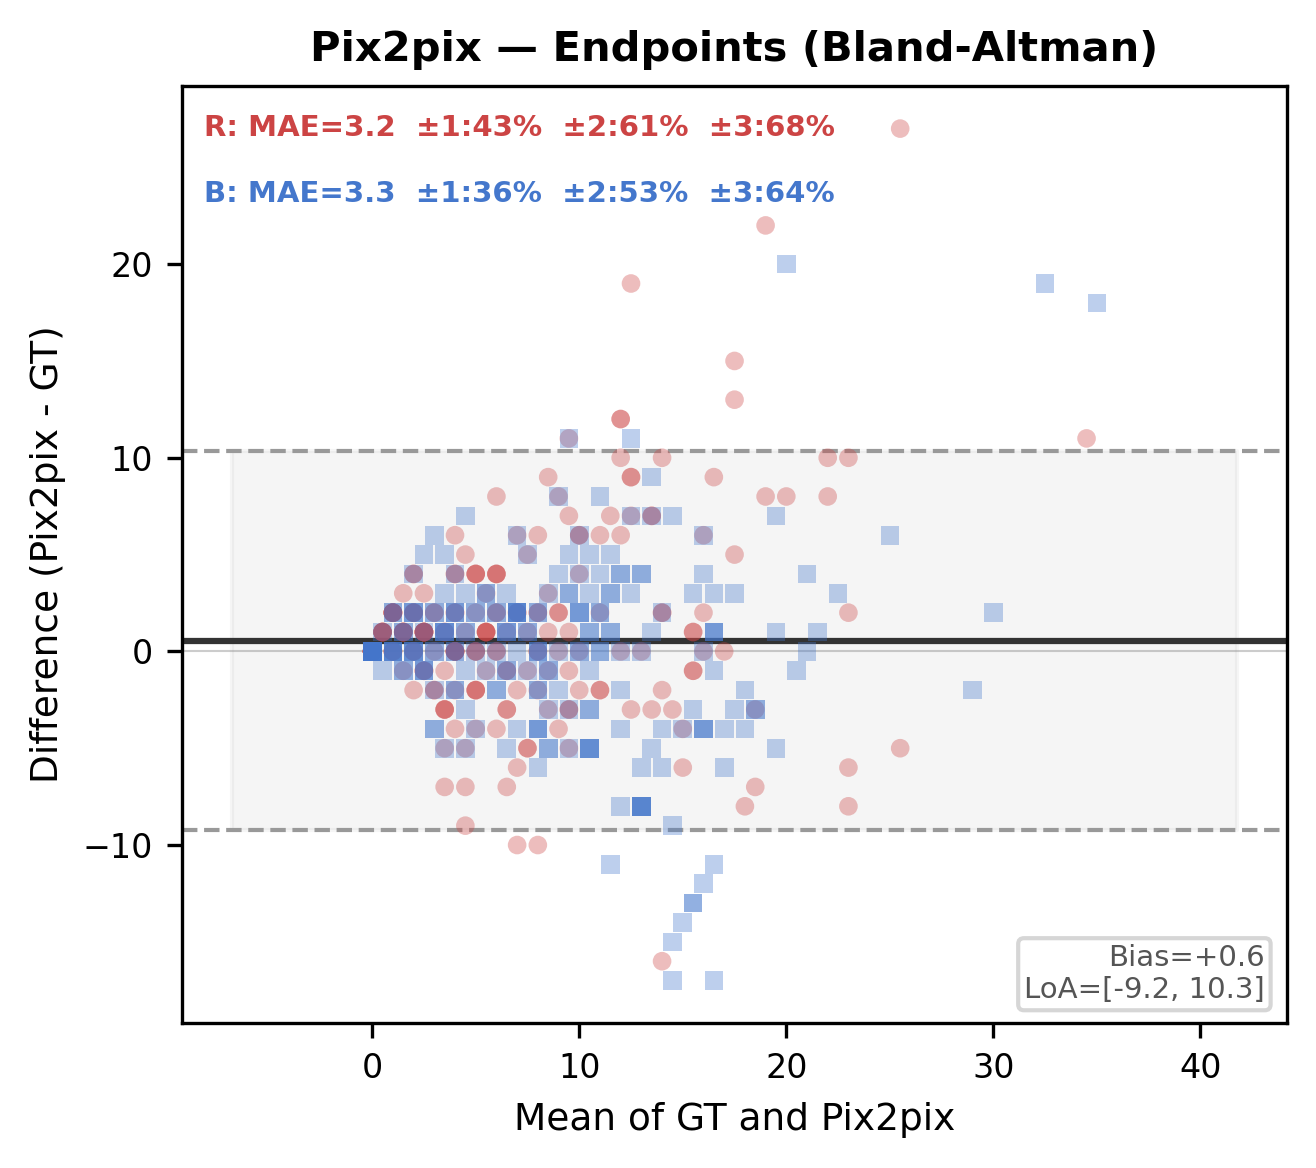 Pix2pix — Endpoints (Bland-Altman)
R: MAE=3.2 ±1:43% ±2:61% ±3:68%
B: MAE=3.3 ±1:36% ±2:53% ±3:64%
Difference (Pix2pix - GT)
20
10
0
−10
Bias=+0.6
LoA=[-9.2, 10.3]
0 10 20 30 40
Mean of GT and Pix2pix